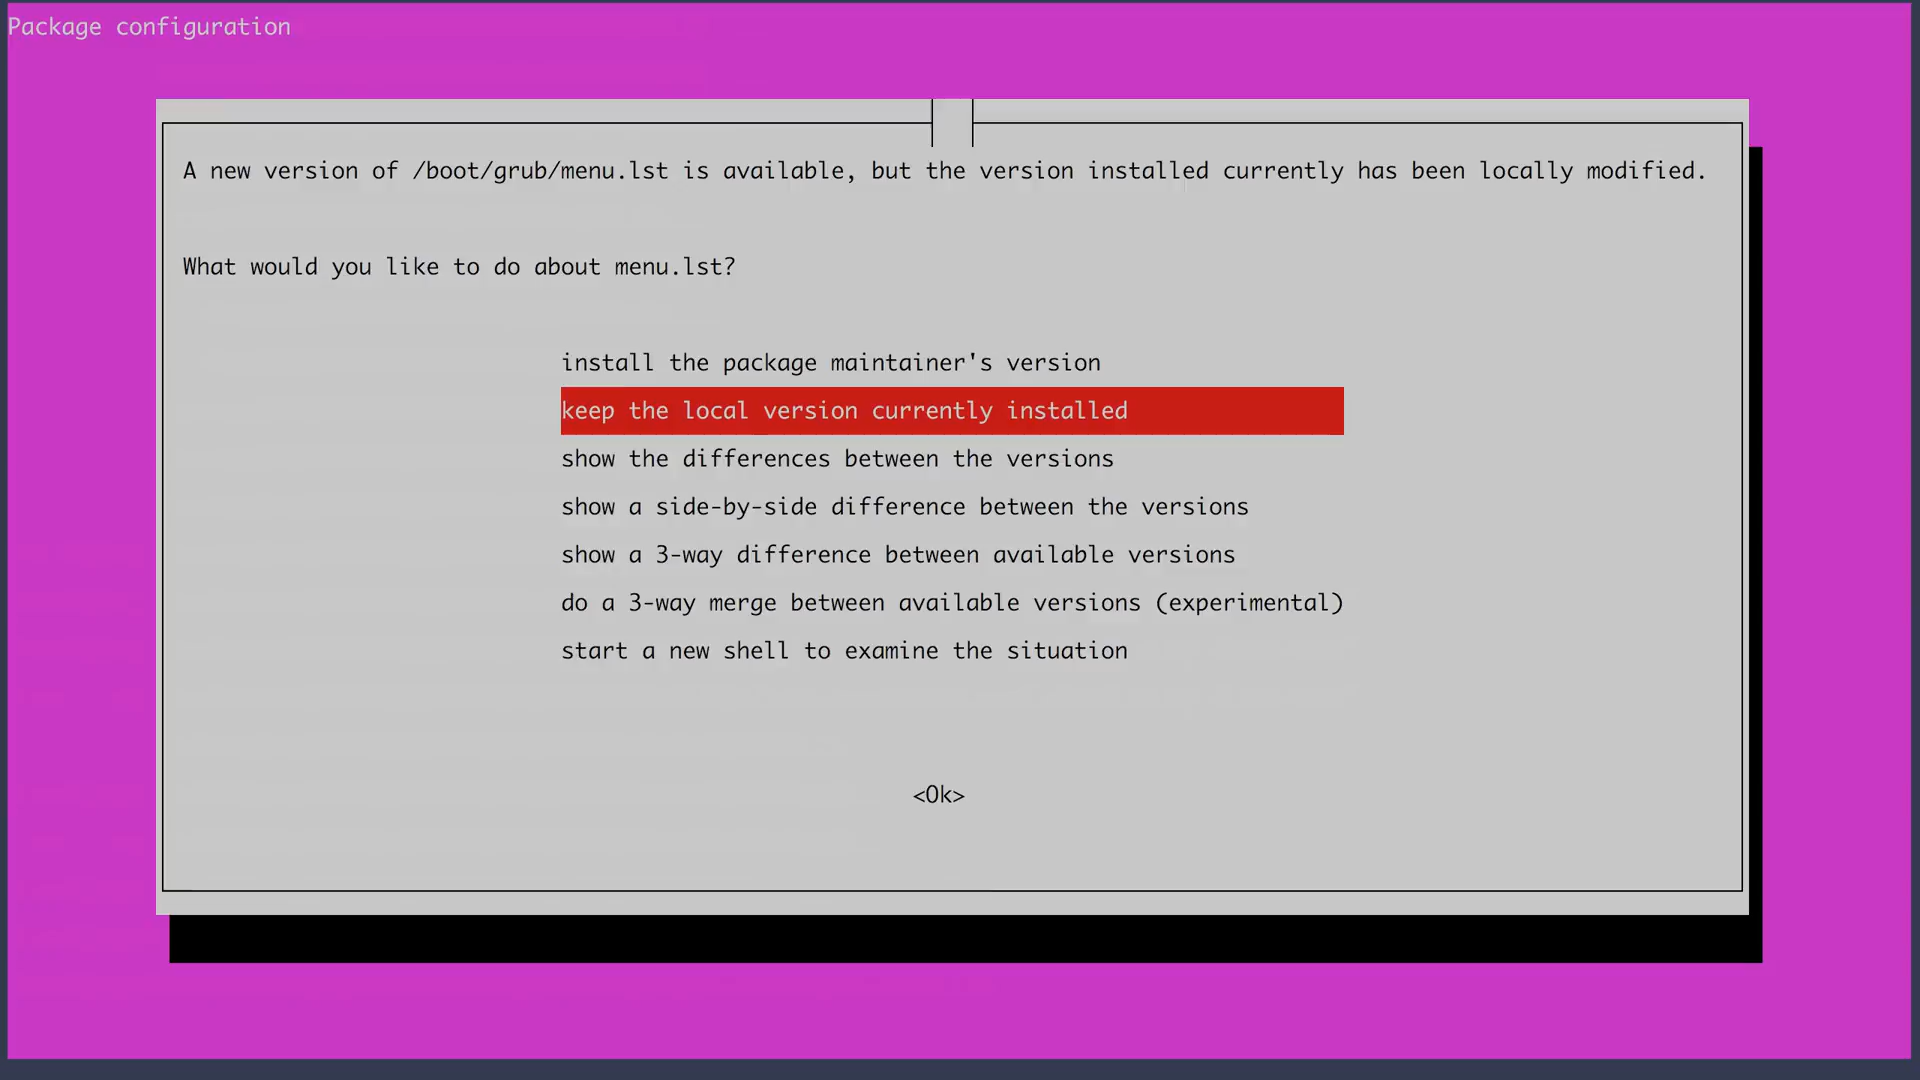 Package configuration
A new version of /boot/grub/menu.lst is available, but the version installed currently has been locally modified.
What would you like to do about menu.lst?
install the package maintainer's version
keep the local version currently installed
show the differences between the versions
show a side-by-side difference between the versions
show a 3-way difference between available versions
do a 3-way merge between available versions (experimental)
start a new shell to examine the situation
<Ok>